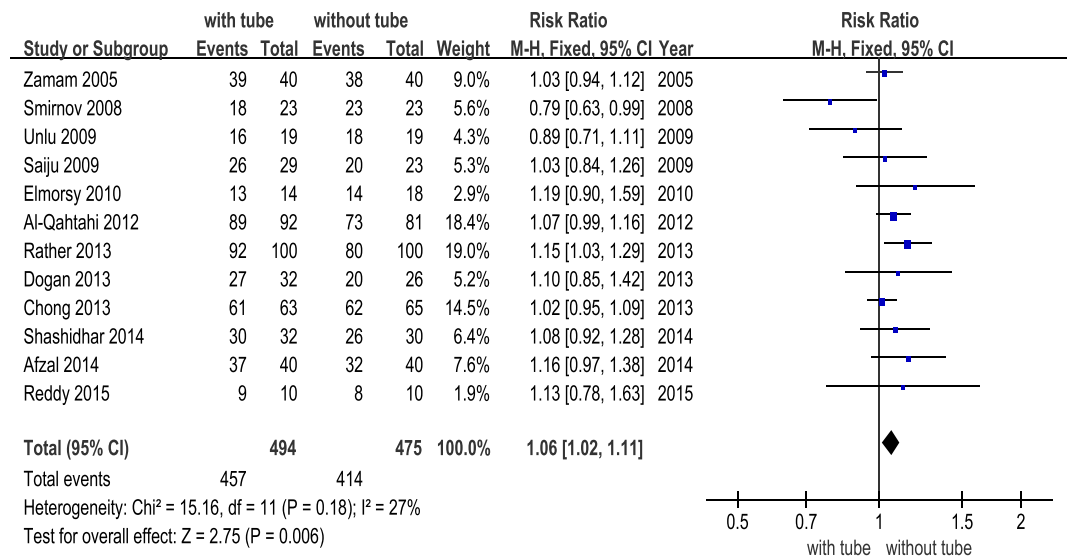 with tube without tube Risk Ratio Risk Ratio
Study or Subgroup Events Total Events Total Weight M-H, Fixed, 95% CI Year M-H, Fixed, 95% CI
Zamam 2005 39 40 38 40 9.0% 1.03 [0.94, 1.12] 2005
Smirnov 2008 18 23 23 23 5.6% 0.79 [0.63, 0.99] 2008
Unlu 2009 16 19 18 19 4.3% 0.89 [0.71, 1.11] 2009
Saiju 2009 26 29 20 23 5.3% 1.03 [0.84, 1.26] 2009
Elmorsy 2010 13 14 14 18 2.9% 1.19 [0.90, 1.59] 2010
Al-Qahtahi 2012 89 92 73 81 18.4% 1.07 [0.99, 1.16] 2012
Rather 2013 92 100 80 100 19.0% 1.15 [1.03, 1.29] 2013
Dogan 2013 27 32 20 26 5.2% 1.10 [0.85, 1.42] 2013
Chong 2013 61 63 62 65 14.5% 1.02 [0.95, 1.09] 2013
Shashidhar 2014 30 32 26 30 6.4% 1.08 [0.92, 1.28] 2014
Afzal 2014 37 40 32 40 7.6% 1.16 [0.97, 1.38] 2014
Reddy 2015 9 10 8 10 1.9% 1.13 [0.78, 1.63] 2015
Total (95% CI) 494 475 100.0% 1.06 [1.02, 1.11]
Total events 457 414
Heterogeneity: Chi² = 15.16, df = 11 (P = 0.18); I² = 27%
Test for overall effect: Z = 2.75 (P = 0.006)
0.5 0.7 1 1.5 2
with tube without tube